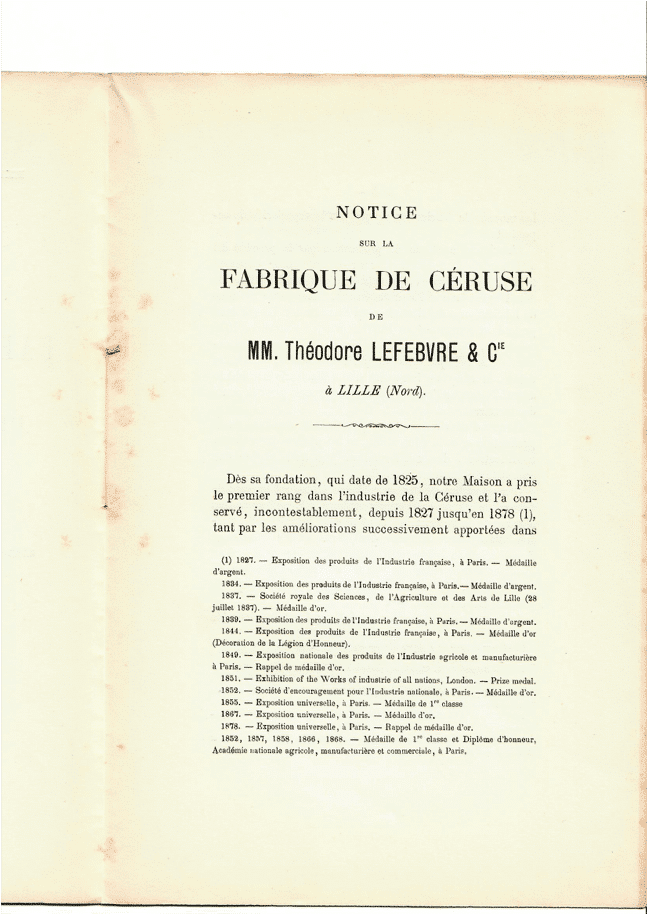 NOTICE
SUR LA
FABRIQUE DE CÉRUSE
DE
MM. Théodore LEFEBVRE & CIE
à LILLE (Nord).
Dès sa fondation, qui date de 1825, notre Maison a pris
le premier rang dans l'industrie de la Céruse et l'a con-
servé, incontestablement, depuis 1827 jusqu'en 1878 (1),
tant par les améliorations successivement apportées dans
(1) 1827. — Exposition des produits de l'Industrie française, à Paris. — Médaille
d'argent.
1834. — Exposition des produits de l'Industrie française, à Paris. — Médaille d'argent.
1837. — Société royale des Sciences, de l'Agriculture et des Arts de Lille (28
juillet 1837). — Médaille d'or.
1839. — Exposition des produits de l'Industrie française, à Paris. — Médaille d'argent.
1844. — Exposition des produits de l'Industrie française, à Paris. — Médaille d'or
(Décoration de la Légion d'Honneur).
1849. — Exposition nationale des produits de l'Industrie agricole et manufacturière
à Paris. — Rappel de médaille d'or.
1851. — Exhibition of the Works of industrie of all nations, London. — Prize medal.
1852. — Société d'encouragement pour l'Industrie nationale, à Paris. — Médaille d'or.
1855. — Exposition universelle, à Paris. — Médaille de 1re classe
1867. — Exposition universelle, à Paris. — Médaille d'or.
1878. — Exposition universelle, à Paris. — Rappel de médaille d'or.
1852, 1857, 1858, 1866, 1868. — Médaille de 1re classe et Diplôme d'honneur,
Académie nationale agricole, manufacturière et commerciale, à Paris.